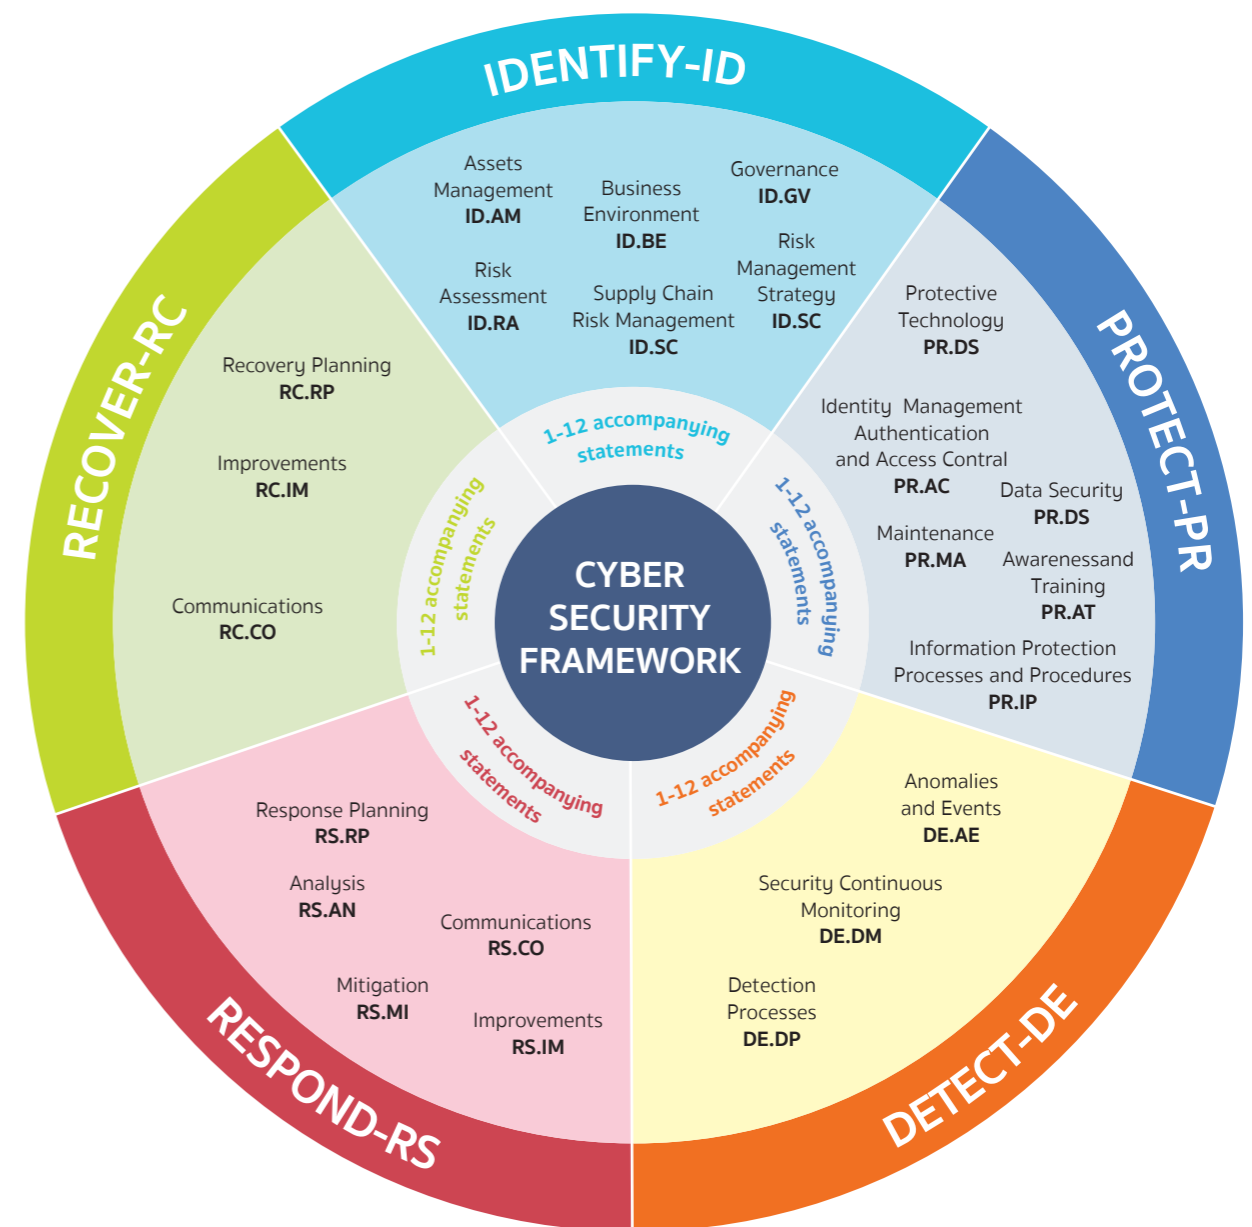 IDENTIFY-ID
Assets
Management
ID.AM
Business
Environment
ID.BE
Governance
ID.GV
Risk
Assessment
ID.RA
Supply Chain
Risk Management
ID.SC
Risk
Management
Strategy
ID.SC
1-12 accompanying
statements
PROTECT-PR
Protective
Technology
PR.DS
Identity Management
Authentication
and Access Contral
PR.AC
Data Security
PR.DS
Maintenance
PR.MA
Awarenessand
Training
PR.AT
Information Protection
Processes and Procedures
PR.IP
1-12 accompanying
statements
DETECT-DE
Anomalies
and Events
DE.AE
Security Continuous
Monitoring
DE.DM
Detection
Processes
DE.DP
1-12 accompanying
statements
RESPOND-RS
Response Planning
RS.RP
Analysis
RS.AN
Communications
RS.CO
Mitigation
RS.MI
Improvements
RS.IM
1-12 accompanying
statements
RECOVER-RC
Recovery Planning
RC.RP
Improvements
RC.IM
Communications
RC.CO
1-12 accompanying
statements
CYBER
SECURITY
FRAMEWORK